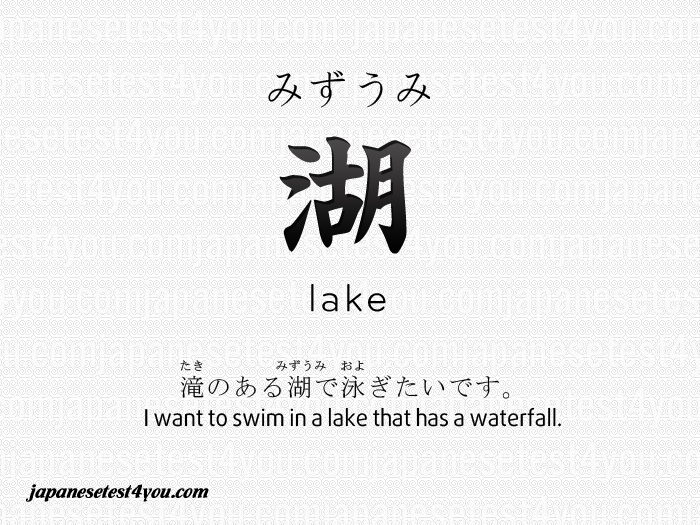 みずうみ
湖
lake
たき みずうみ およ
滝のある湖で泳ぎたいです。
I want to swim in a lake that has a waterfall.
japanesetest4you.com